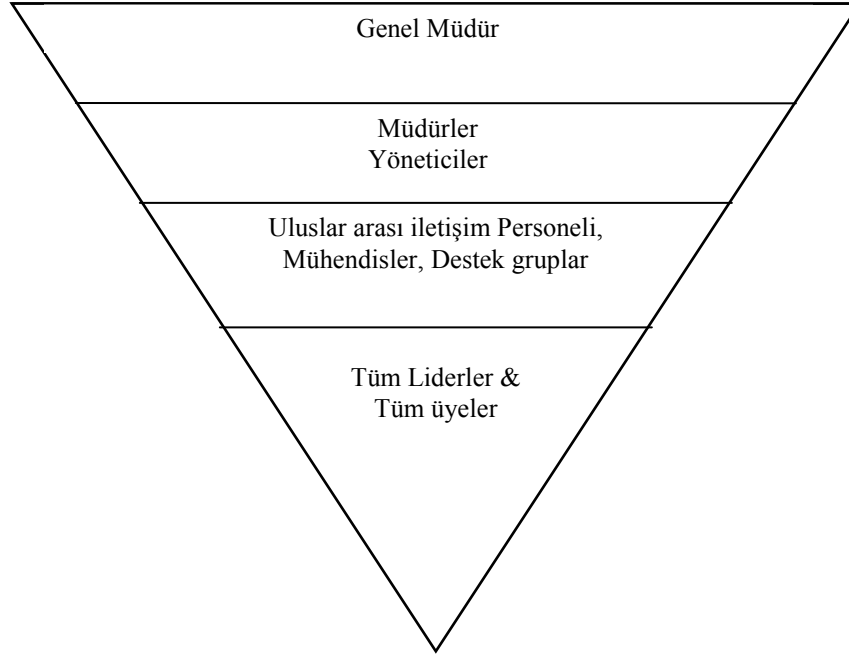 Genel Müdür
Müdürler
Yöneticiler
Uluslar arası iletişim Personeli,
Mühendisler, Destek gruplar
Tüm Liderler &
Tüm üyeler